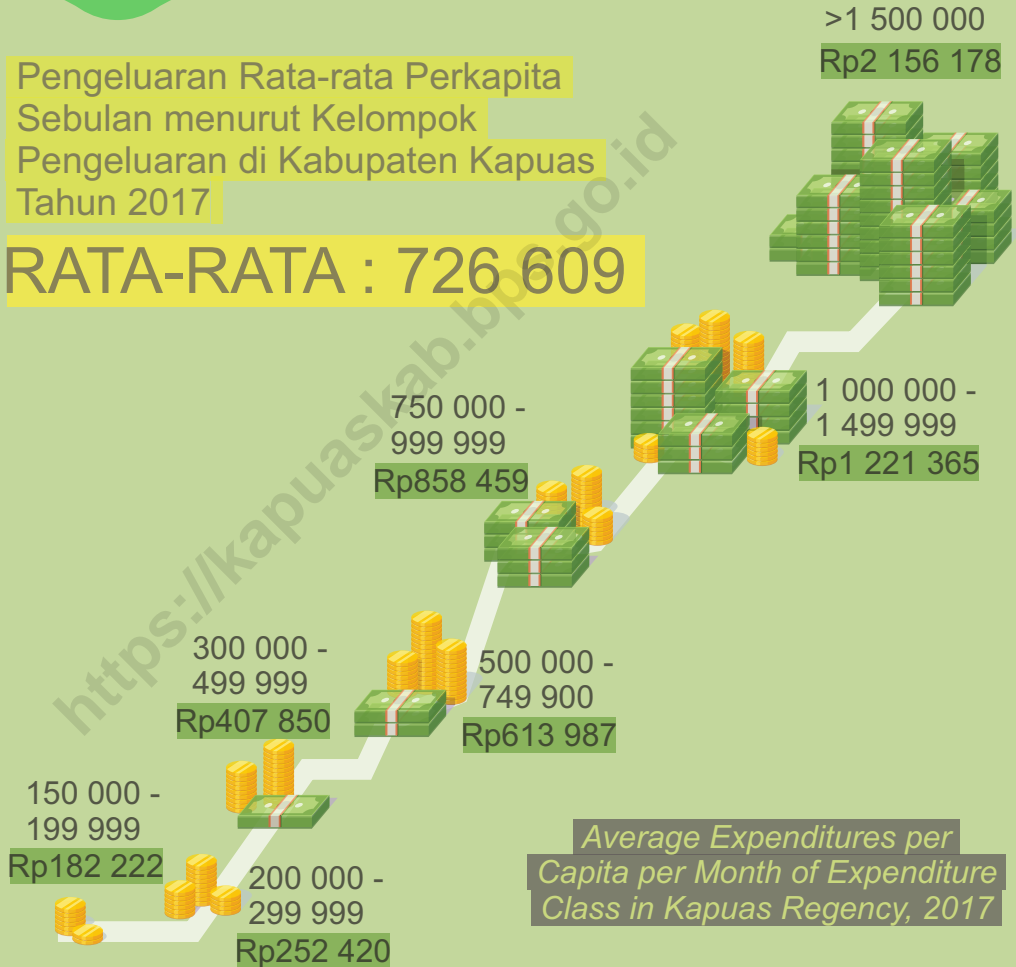 Pengeluaran Rata-rata Perkapita
Sebulan menurut Kelompok
Pengeluaran di Kabupaten Kapuas
Tahun 2017
RATA-RATA : 726 609
>1 500 000
Rp2 156 178
1 000 000 -
1 499 999
Rp1 221 365
750 000 -
999 999
Rp858 459
500 000 -
749 900
Rp613 987
300 000 -
499 999
Rp407 850
200 000 -
299 999
Rp252 420
150 000 -
199 999
Rp182 222
Average Expenditures per
Capita per Month of Expenditure
Class in Kapuas Regency, 2017
https://kapuaskab.bps.go.id